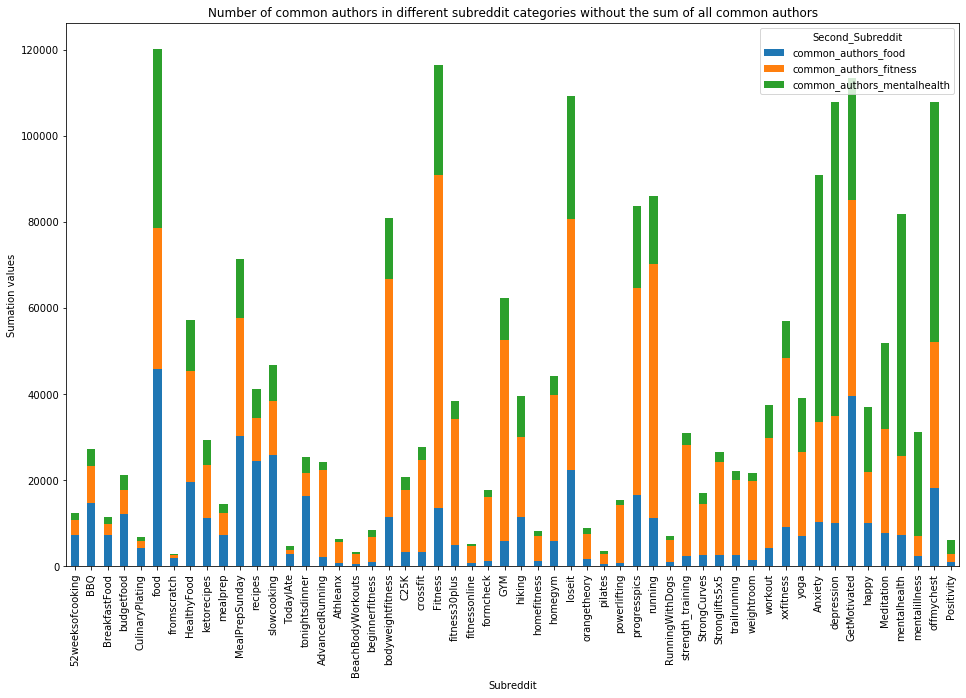 Number of common authors in different subreddit categories without the sum of all common authors
Second_Subreddit
common_authors_food
common_authors_fitness
common_authors_mentalhealth
120000
100000
80000
60000
40000
20000
0
Sumation values
52weeksofcooking
BBQ
BreakfastFood
budgetfood
CulinaryPlating
food
fromscratch
HealthyFood
ketorecipes
mealprep
MealPrepSunday
recipes
slowcooking
TodayIAte
tonightsdinner
AdvancedRunning
Athleanx
BeachBodyWorkouts
beginnerfitness
bodyweightfitness
C25K
crossfit
Fitness
fitness30plus
fitnessonline
formcheck
GYM
hiking
homefitness
homegym
loseit
orangetheory
pilates
powerlifting
progresspics
running
RunningWithDogs
strength_training
StrongCurves
Stronglifts5x5
trailrunning
weightroom
workout
xxfitness
yoga
Anxiety
depression
GetMotivated
happy
Meditation
mentalhealth
mentalillness
offmychest
Positivity
Subreddit